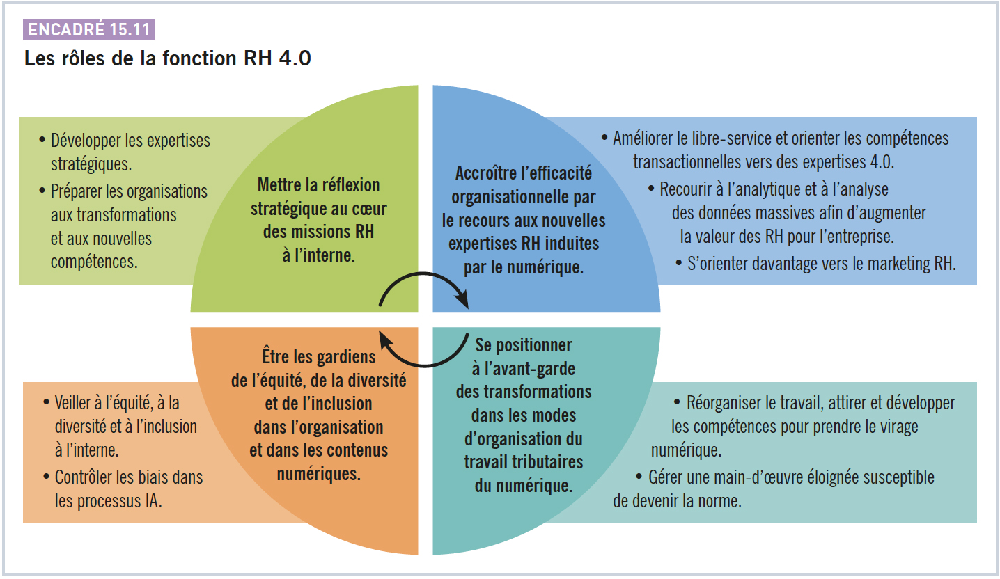 ENCADRÉ 15.11
Les rôles de la fonction RH 4.0
• Développer les expertises
stratégiques.
• Préparer les organisations
aux transformations
et aux nouvelles
compétences.
Mettre la réflexion
stratégique au cœur
des missions RH
à l’interne.
Accroître l’efficacité
organisationnelle par
le recours aux nouvelles
expertises RH induites
par le numérique.
• Améliorer le libre-service et orienter les compétences
transactionnelles vers des expertises 4.0.
• Recourir à l’analytique et à l’analyse
des données massives afin d’augmenter
la valeur des RH pour l’entreprise.
• S’orienter davantage vers le marketing RH.
• Veiller à l’équité, à la
diversité et à l’inclusion
à l’interne.
• Contrôler les biais dans
les processus IA.
Être les gardiens
de l’équité, de la diversité
et de l’inclusion
dans l’organisation
et dans les contenus
numériques.
Se positionner
à l’avant-garde
des transformations
dans les modes
d’organisation du
travail tributaires
du numérique.
• Réorganiser le travail, attirer et développer
les compétences pour prendre le virage
numérique.
• Gérer une main-d’œuvre éloignée susceptible
de devenir la norme.